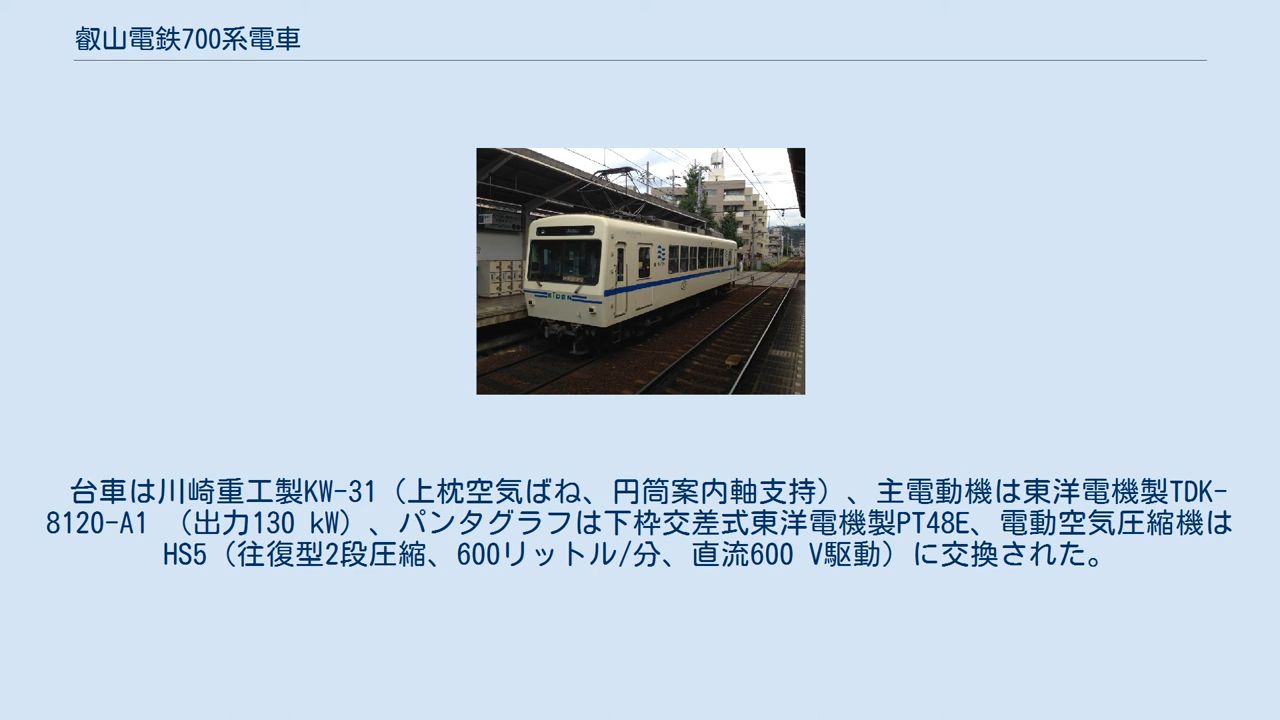 叡山電鉄700系電車
EIDEN
台車は川崎重工製KW-31（上枕空気ばね、円筒案内軸支持）、主電動機は東洋電機製TDK-
8120-A1 （出力130 kW）、パンタグラフは下枠交差式東洋電機製PT48E、電動空気圧縮機は
HS5（往復型2段圧縮、600リットル/分、直流600 V駆動）に交換された。